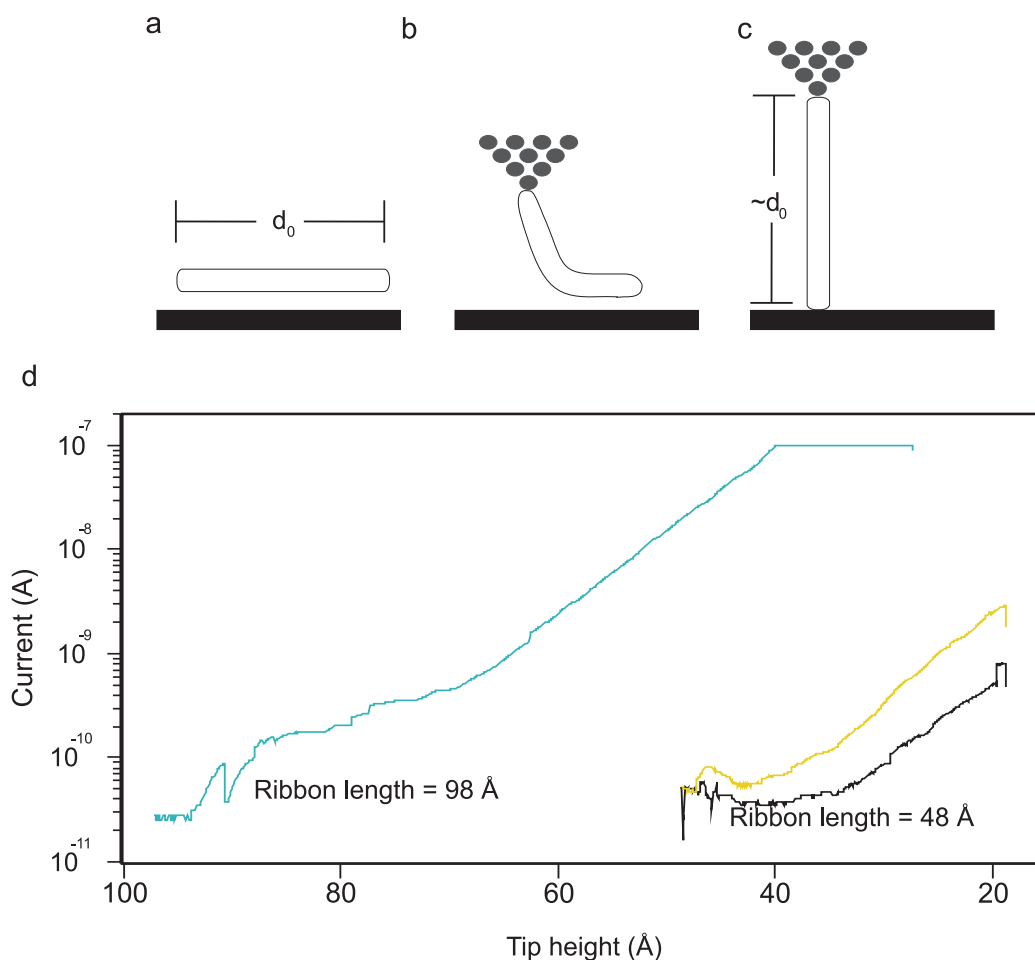 a
b
c
d₀
~d₀
d
Current (A)
10⁻⁷
10⁻⁸
10⁻⁹
10⁻¹⁰
10⁻¹¹
Ribbon length = 98 Å
Ribbon length = 48 Å
100
80
60
40
20
Tip height (Å)